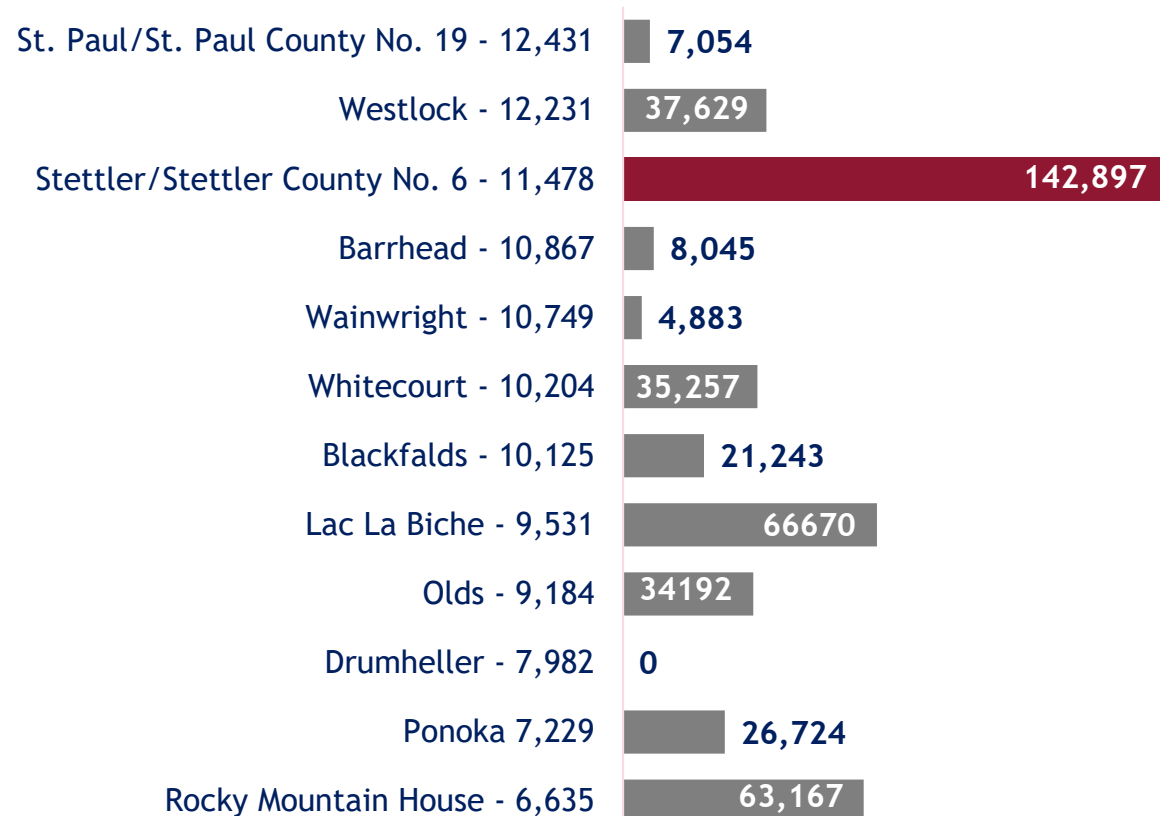 St. Paul/St. Paul County No. 19 - 12,431 7,054
Westlock - 12,231 37,629
Stettler/Stettler County No. 6 - 11,478 142,897
Barrhead - 10,867 8,045
Wainwright - 10,749 4,883
Whitecourt - 10,204 35,257
Blackfalds - 10,125 21,243
Lac La Biche - 9,531 66670
Olds - 9,184 34192
Drumheller - 7,982 0
Ponoka 7,229 26,724
Rocky Mountain House - 6,635 63,167